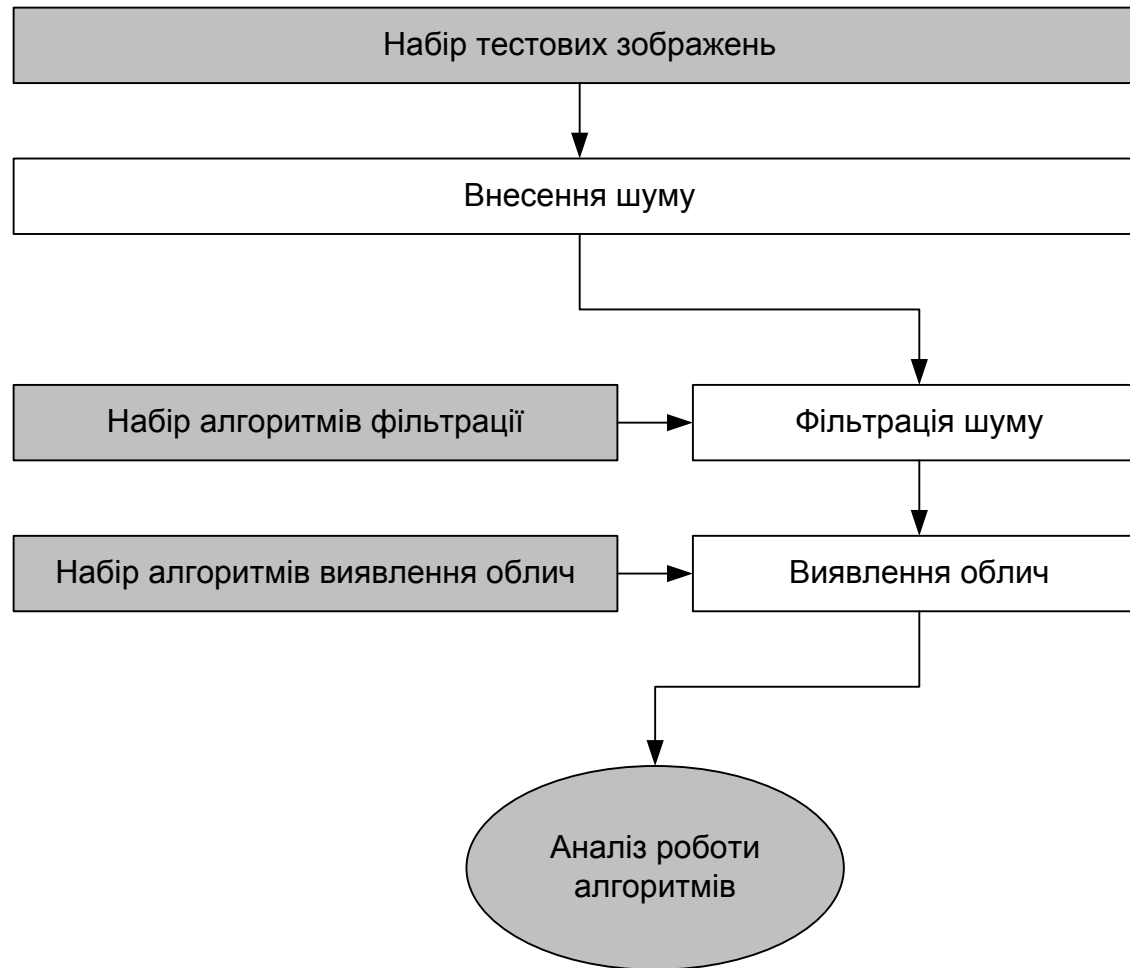 Набір тестових зображень
Внесення шуму
Набір алгоритмів фільтрації
Фільтрація шуму
Набір алгоритмів виявлення облич
Виявлення облич
Аналіз роботи
алгоритмів